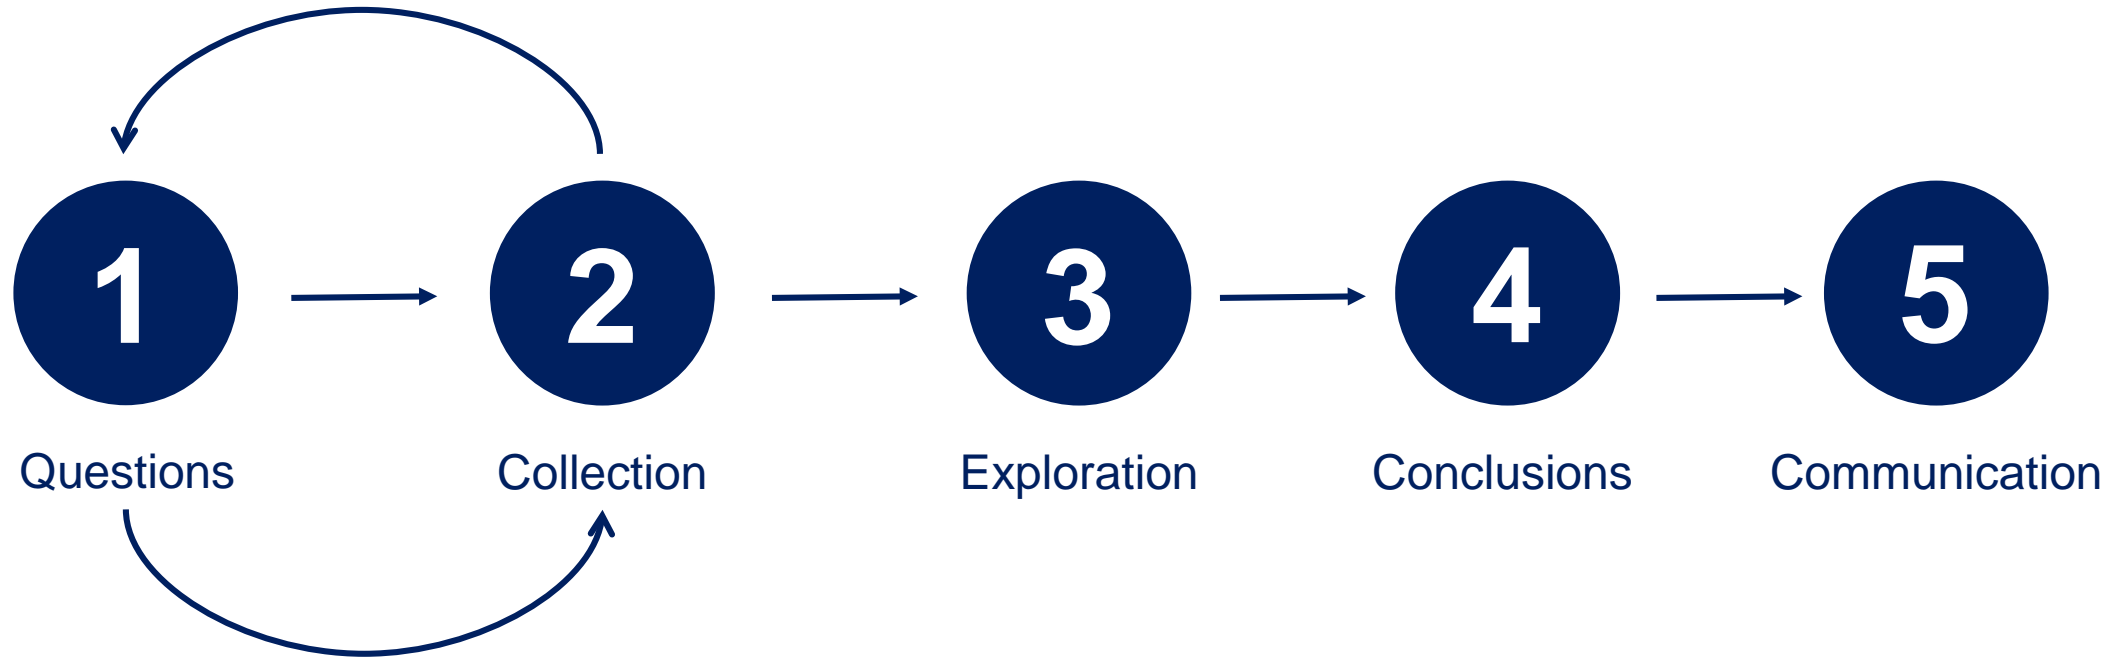 1
2
3
4
5
Questions
Collection
Exploration
Conclusions
Communication